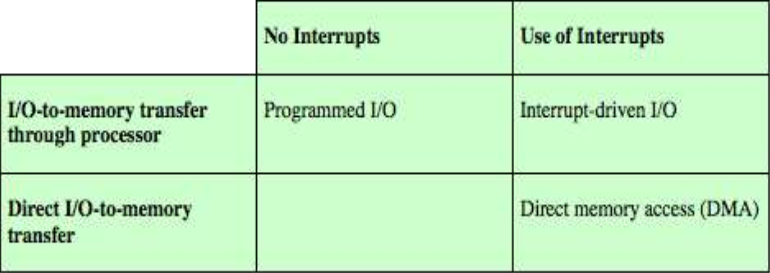 No Interrupts
Use of Interrupts
I/O-to-memory transfer
through processor
Programmed I/O
Interrupt-driven I/O
Direct I/O-to-memory
transfer
Direct memory access (DMA)